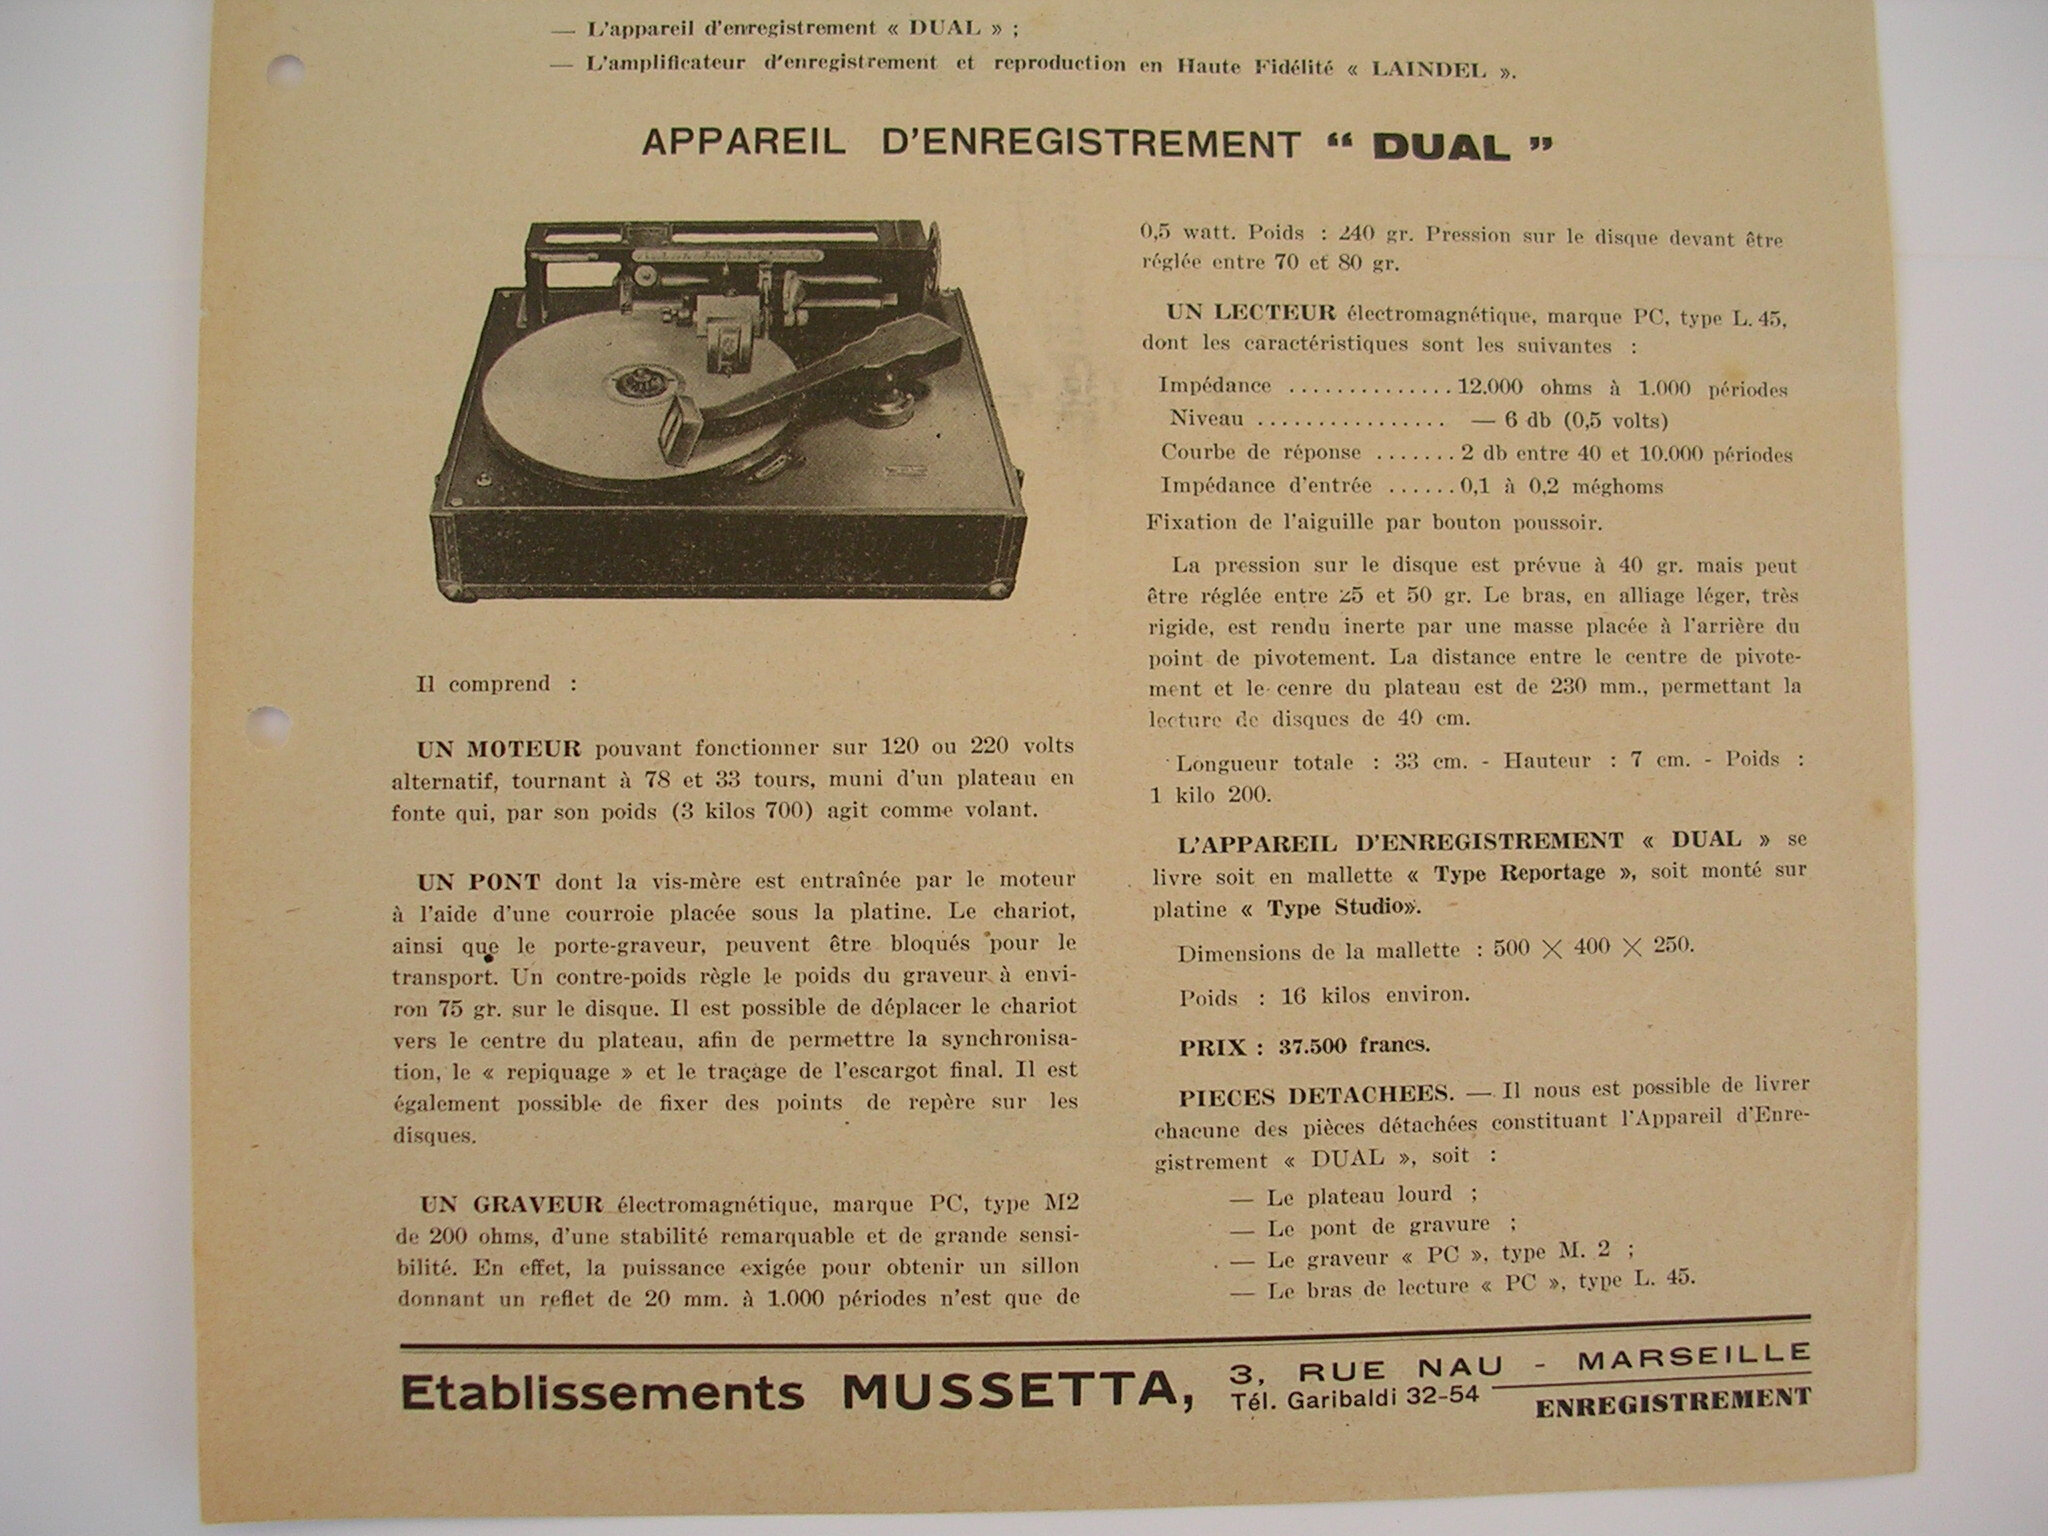 — L'appareil d'enregistrement « DUAL » ;
— L'amplificateur d'enregistrement et reproduction en Haute Fidélité « LAINDEL ».
APPAREIL D'ENREGISTREMENT “ DUAL ”
Il comprend :
UN MOTEUR pouvant fonctionner sur 120 ou 220 volts
alternatif, tournant à 78 et 33 tours, muni d'un plateau en
fonte qui, par son poids (3 kilos 700) agit comme volant.
UN PONT dont la vis-mère est entraînée par le moteur
à l'aide d'une courroie placée sous la platine. Le chariot,
ainsi que le porte-graveur, peuvent être bloqués pour le
transport. Un contre-poids règle le poids du graveur à envi-
ron 75 gr. sur le disque. Il est possible de déplacer le chariot
vers le centre du plateau, afin de permettre la synchronisa-
tion, le « repiquage » et le traçage de l'escargot final. Il est
également possible de fixer des points de repère sur les
disques.
UN GRAVEUR électromagnétique, marque PC, type M2
de 200 ohms, d'une stabilité remarquable et de grande sensi-
bilité. En effet, la puissance exigée pour obtenir un sillon
donnant un reflet de 20 mm. à 1.000 périodes n'est que de
0,5 watt. Poids : 240 gr. Pression sur le disque devant être
réglée entre 70 et 80 gr.
UN LECTEUR électromagnétique, marque PC, type L. 45,
dont les caractéristiques sont les suivantes :
Impédance .............. 12.000 ohms à 1.000 périodes
Niveau ................ — 6 db (0,5 volts)
Courbe de réponse ....... 2 db entre 40 et 10.000 périodes
Impédance d'entrée ...... 0,1 à 0,2 méghoms
Fixation de l'aiguille par bouton poussoir.
La pression sur le disque est prévue à 40 gr. mais peut
être réglée entre 25 et 50 gr. Le bras, en alliage léger, très
rigide, est rendu inerte par une masse placée à l'arrière du
point de pivotement. La distance entre le centre de pivote-
ment et le cenre du plateau est de 230 mm., permettant la
lecture de disques de 40 cm.
Longueur totale : 33 cm. - Hauteur : 7 cm. - Poids :
1 kilo 200.
L'APPAREIL D'ENREGISTREMENT « DUAL » se
livre soit en mallette « Type Reportage », soit monté sur
platine « Type Studio».
Dimensions de la mallette : 500 × 400 × 250.
Poids : 16 kilos environ.
PRIX : 37.500 francs.
PIECES DETACHEES. — Il nous est possible de livrer
chacune des pièces détachées constituant l'Appareil d'Enre-
gistrement « DUAL », soit :
— Le plateau lourd ;
— Le pont de gravure ;
— Le graveur « PC », type M. 2 ;
— Le bras de lecture « PC », type L. 45.
Etablissements MUSSETTA, 3, RUE NAU - MARSEILLE
Tél. Garibaldi 32-54
ENREGISTREMENT